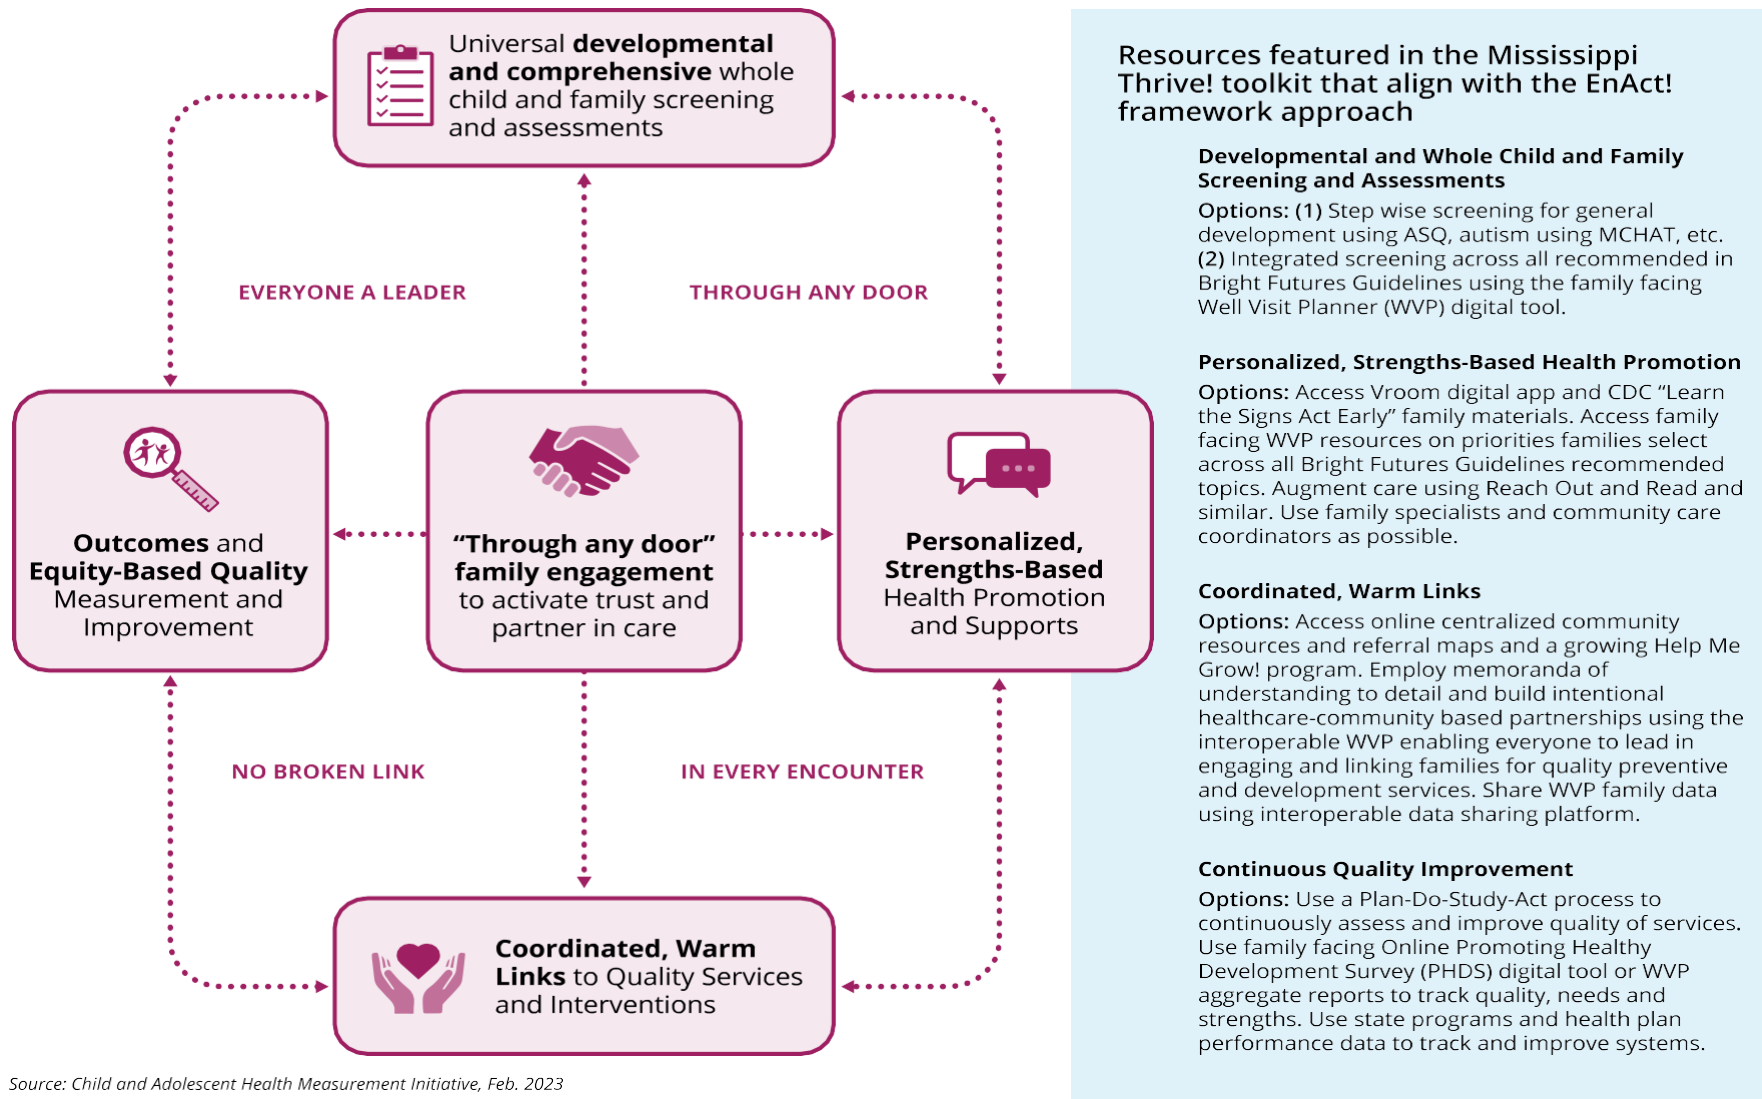 Universal developmental
and comprehensive whole
child and family screening
and assessments
EVERYONE A LEADER
THROUGH ANY DOOR
Outcomes and
Equity-Based Quality
Measurement and
Improvement
“Through any door”
family engagement
to activate trust and
partner in care
Personalized,
Strengths-Based
Health Promotion
and Supports
NO BROKEN LINK
IN EVERY ENCOUNTER
Coordinated, Warm
Links to Quality Services
and Interventions
Source: Child and Adolescent Health Measurement Initiative, Feb. 2023
Resources featured in the Mississippi
Thrive! toolkit that align with the EnAct!
framework approach
Developmental and Whole Child and Family
Screening and Assessments
Options: (1) Step wise screening for general
development using ASQ, autism using MCHAT, etc.
(2) Integrated screening across all recommended in
Bright Futures Guidelines using the family facing
Well Visit Planner (WVP) digital tool.
Personalized, Strengths-Based Health Promotion
Options: Access Vroom digital app and CDC “Learn
the Signs Act Early” family materials. Access family
facing WVP resources on priorities families select
across all Bright Futures Guidelines recommended
topics. Augment care using Reach Out and Read and
similar. Use family specialists and community care
coordinators as possible.
Coordinated, Warm Links
Options: Access online centralized community
resources and referral maps and a growing Help Me
Grow! program. Employ memoranda of
understanding to detail and build intentional
healthcare-community based partnerships using the
interoperable WVP enabling everyone to lead in
engaging and linking families for quality preventive
and development services. Share WVP family data
using interoperable data sharing platform.
Continuous Quality Improvement
Options: Use a Plan-Do-Study-Act process to
continuously assess and improve quality of services.
Use family facing Online Promoting Healthy
Development Survey (PHDS) digital tool or WVP
aggregate reports to track quality, needs and
strengths. Use state programs and health plan
performance data to track and improve systems.